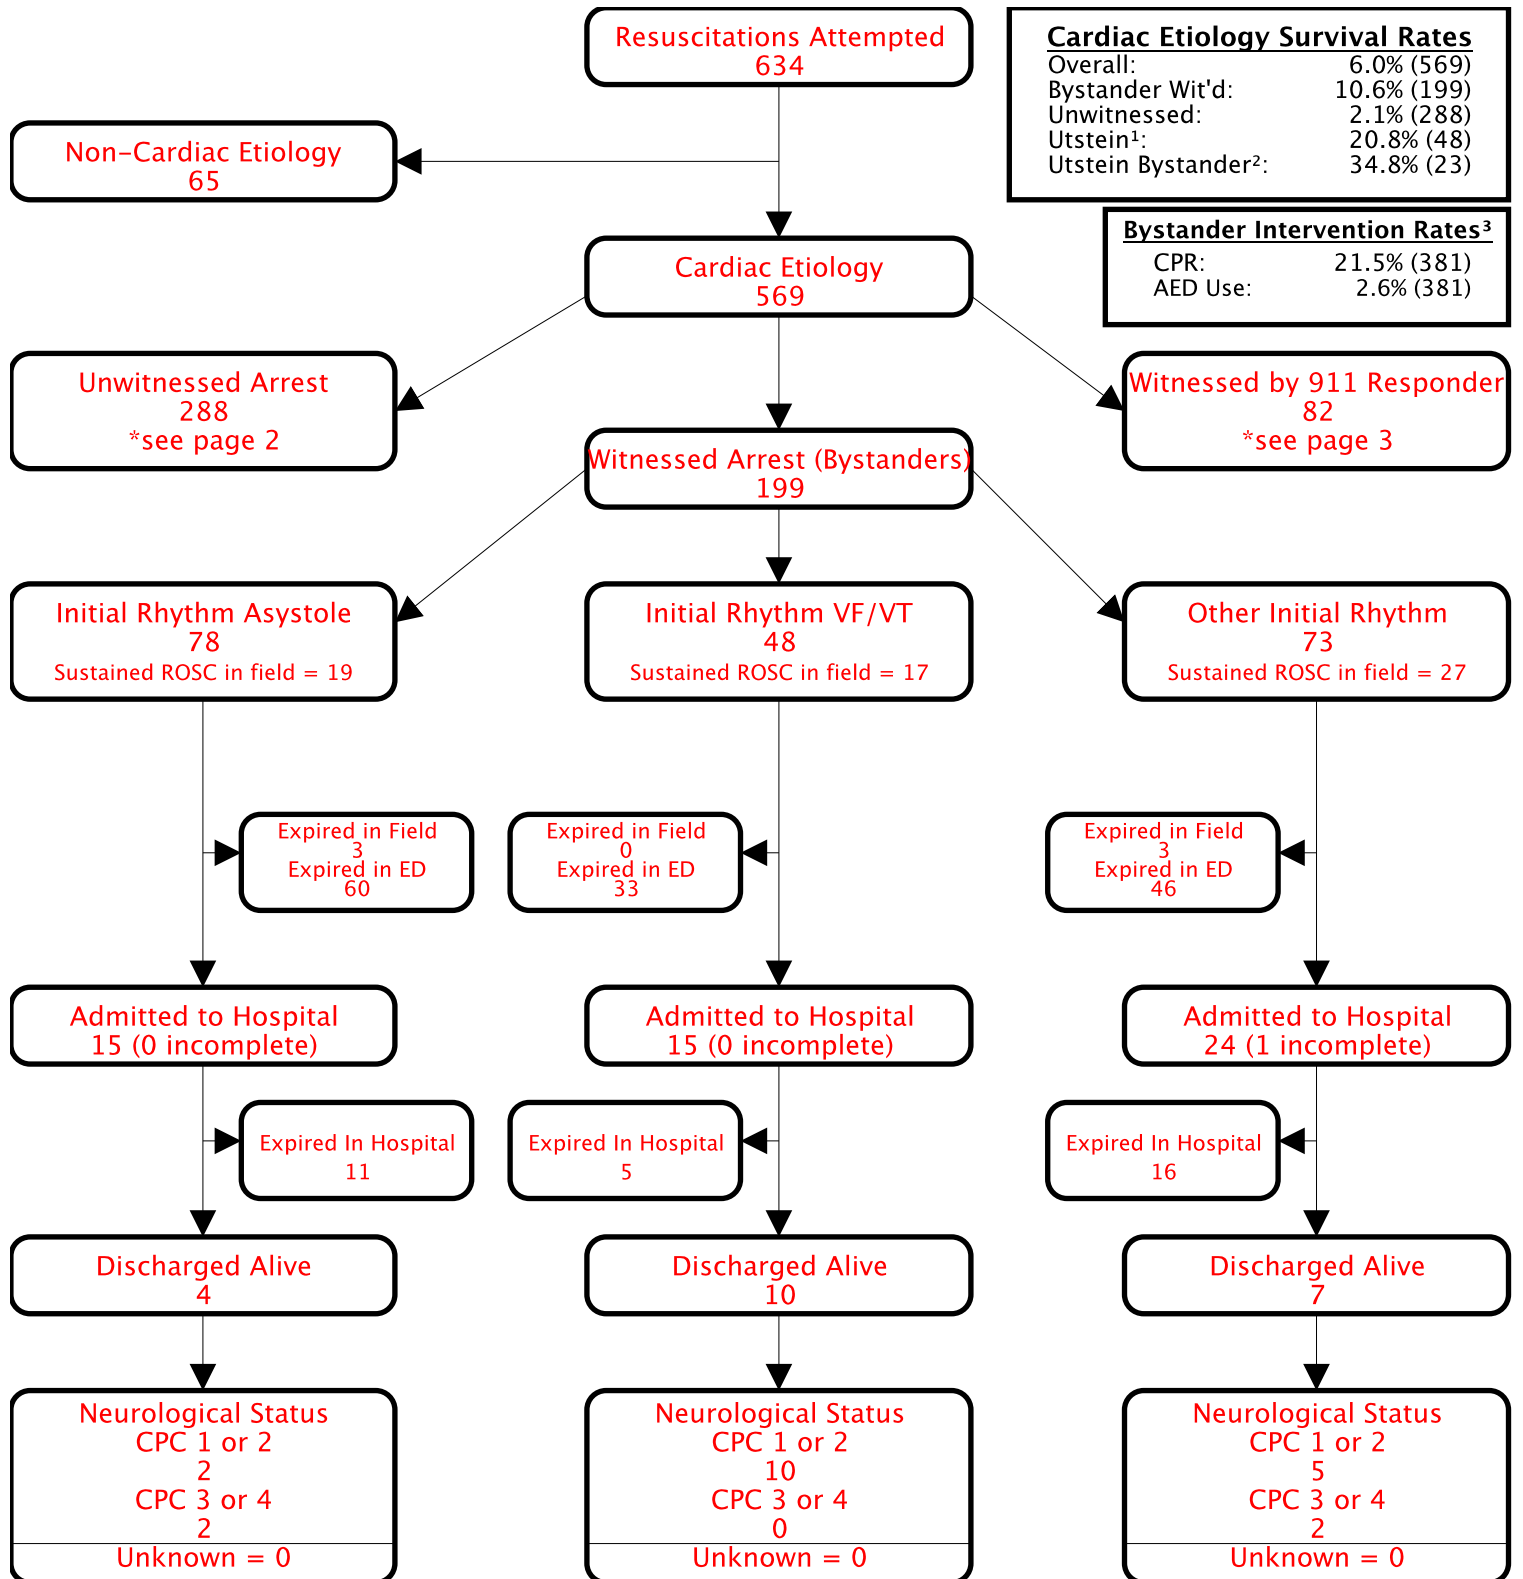 Resuscitations Attempted
634
Cardiac Etiology Survival Rates
Overall: 6.0% (569)
Bystander Wit'd: 10.6% (199)
Unwitnessed: 2.1% (288)
Utstein¹: 20.8% (48)
Utstein Bystander²: 34.8% (23)
Non-Cardiac Etiology
65
Bystander Intervention Rates³
CPR: 21.5% (381)
AED Use: 2.6% (381)
Cardiac Etiology
569
Unwitnessed Arrest
288
*see page 2
Witnessed by 911 Responder
82
*see page 3
Witnessed Arrest (Bystanders)
199
Initial Rhythm Asystole
78
Sustained ROSC in field = 19
Initial Rhythm VF/VT
48
Sustained ROSC in field = 17
Other Initial Rhythm
73
Sustained ROSC in field = 27
Expired in Field
3
Expired in ED
60
Expired in Field
0
Expired in ED
33
Expired in Field
3
Expired in ED
46
Admitted to Hospital
15 (0 incomplete)
Admitted to Hospital
15 (0 incomplete)
Admitted to Hospital
24 (1 incomplete)
Expired In Hospital
11
Expired In Hospital
5
Expired In Hospital
16
Discharged Alive
4
Discharged Alive
10
Discharged Alive
7
Neurological Status
CPC 1 or 2
2
CPC 3 or 4
2
Unknown = 0
Neurological Status
CPC 1 or 2
10
CPC 3 or 4
0
Unknown = 0
Neurological Status
CPC 1 or 2
5
CPC 3 or 4
2
Unknown = 0